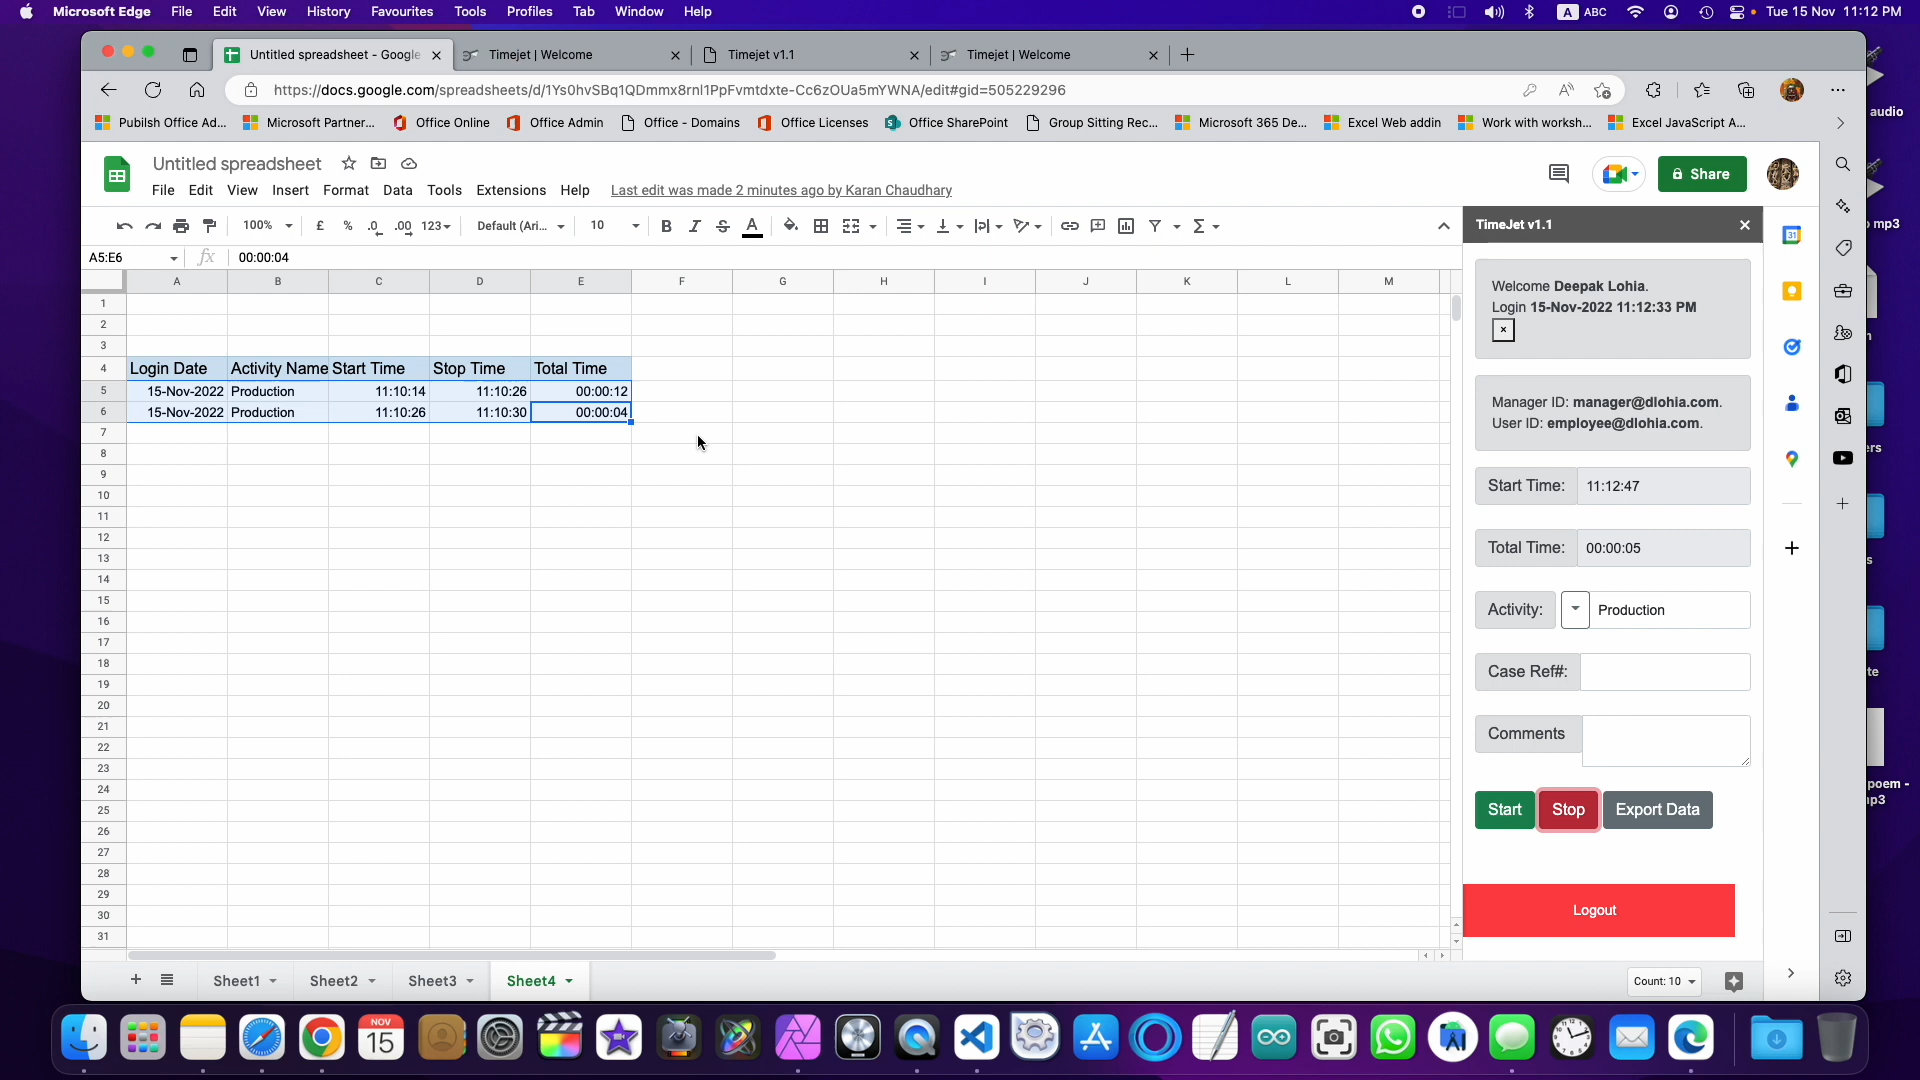 Microsoft Edge File Edit View History Favourites Tools Profiles Tab Window Help A ABC Tue 15 Nov 11:12 PM
Untitled spreadsheet - Google Timejet | Welcome Timejet v1.1 Timejet | Welcome
https://docs.google.com/spreadsheets/d/1Ys0hvSBq1QDmmx8rnl1PpFvmtdxte-Cc6zOUa5mYWNA/edit#gid=505229296
Pubilsh Office Ad... Microsoft Partner... Office Online Office Admin Office - Domains Office Licenses Office SharePoint Group Sitting Rec... Microsoft 365 De... Excel Web addin Work with worksh... Excel JavaScript A...
audio
Untitled spreadsheet
File Edit View Insert Format Data Tools Extensions Help Last edit was made 2 minutes ago by Karan Chaudhary
Share
mp3
100% £ % .0 .00 123 Default (Ari... 10 B I S A
TimeJet v1.1
A5:E6 fx 00:00:04
A B C D E F G H I J K L M
1
2
3
4 Login Date Activity Name Start Time Stop Time Total Time
5 15-Nov-2022 Production 11:10:14 11:10:26 00:00:12
6 15-Nov-2022 Production 11:10:26 11:10:30 00:00:04
7
8
9
10
11
12
13
14
15
16
17
18
19
20
21
22
23
24
25
26
27
28
29
30
31
Welcome Deepak Lohia.
Login 15-Nov-2022 11:12:33 PM
×
Manager ID: manager@dlohia.com.
User ID: employee@dlohia.com.
Start Time: 11:12:47
Total Time: 00:00:05
Activity: Production
Case Ref#:
Comments
Start Stop Export Data
Logout
31
ers
s
te
poem -
Sheet1 Sheet2 Sheet3 Sheet4 Count: 10
NOV
15